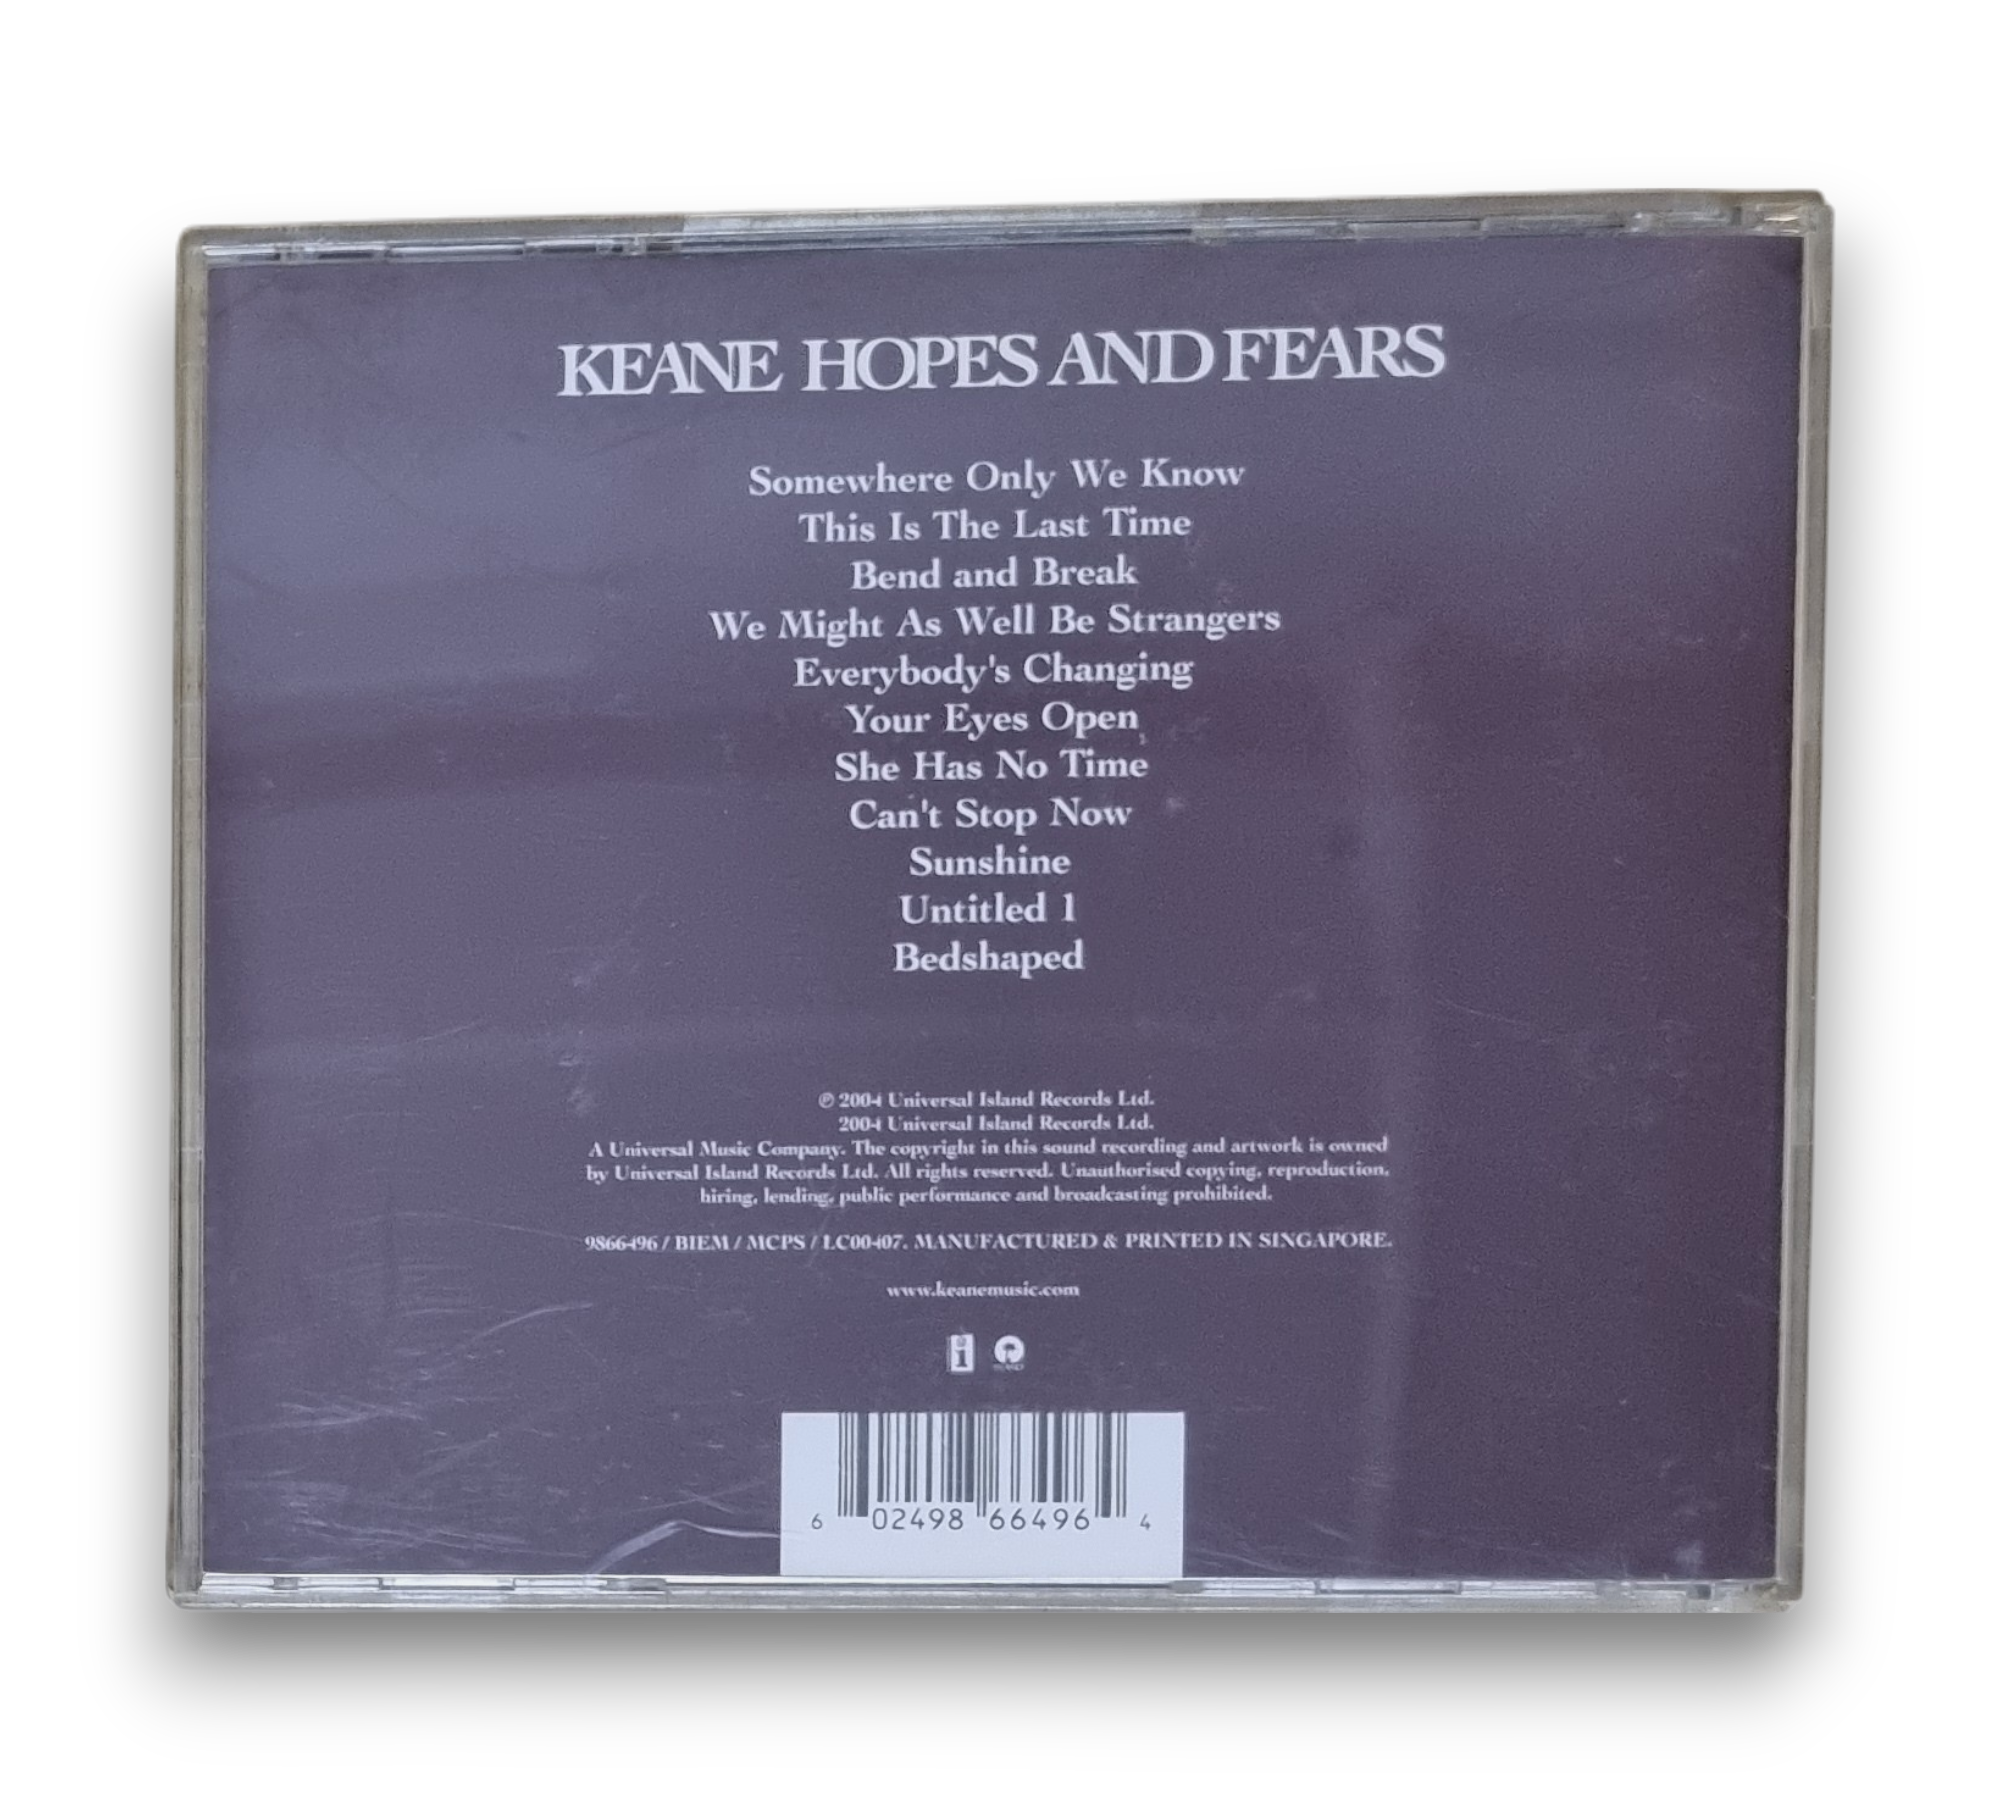 KEANE HOPES AND FEARS
Somewhere Only We Know
This Is The Last Time
Bend and Break
We Might As Well Be Strangers
Everybody's Changing
Your Eyes Open
She Has No Time
Can't Stop Now
Sunshine
Untitled 1
Bedshaped
℗ 2004 Universal Island Records Ltd.
2004 Universal Island Records Ltd.
A Universal Music Company. The copyright in this sound recording and artwork is owned
by Universal Island Records Ltd. All rights reserved. Unauthorised copying, reproduction,
hiring, lending, public performance and broadcasting prohibited.
9866496 / BIEM / MCPS / LC00407. MANUFACTURED & PRINTED IN SINGAPORE.
www.keanemusic.com
i
ISLAND
6 02498 66496 4